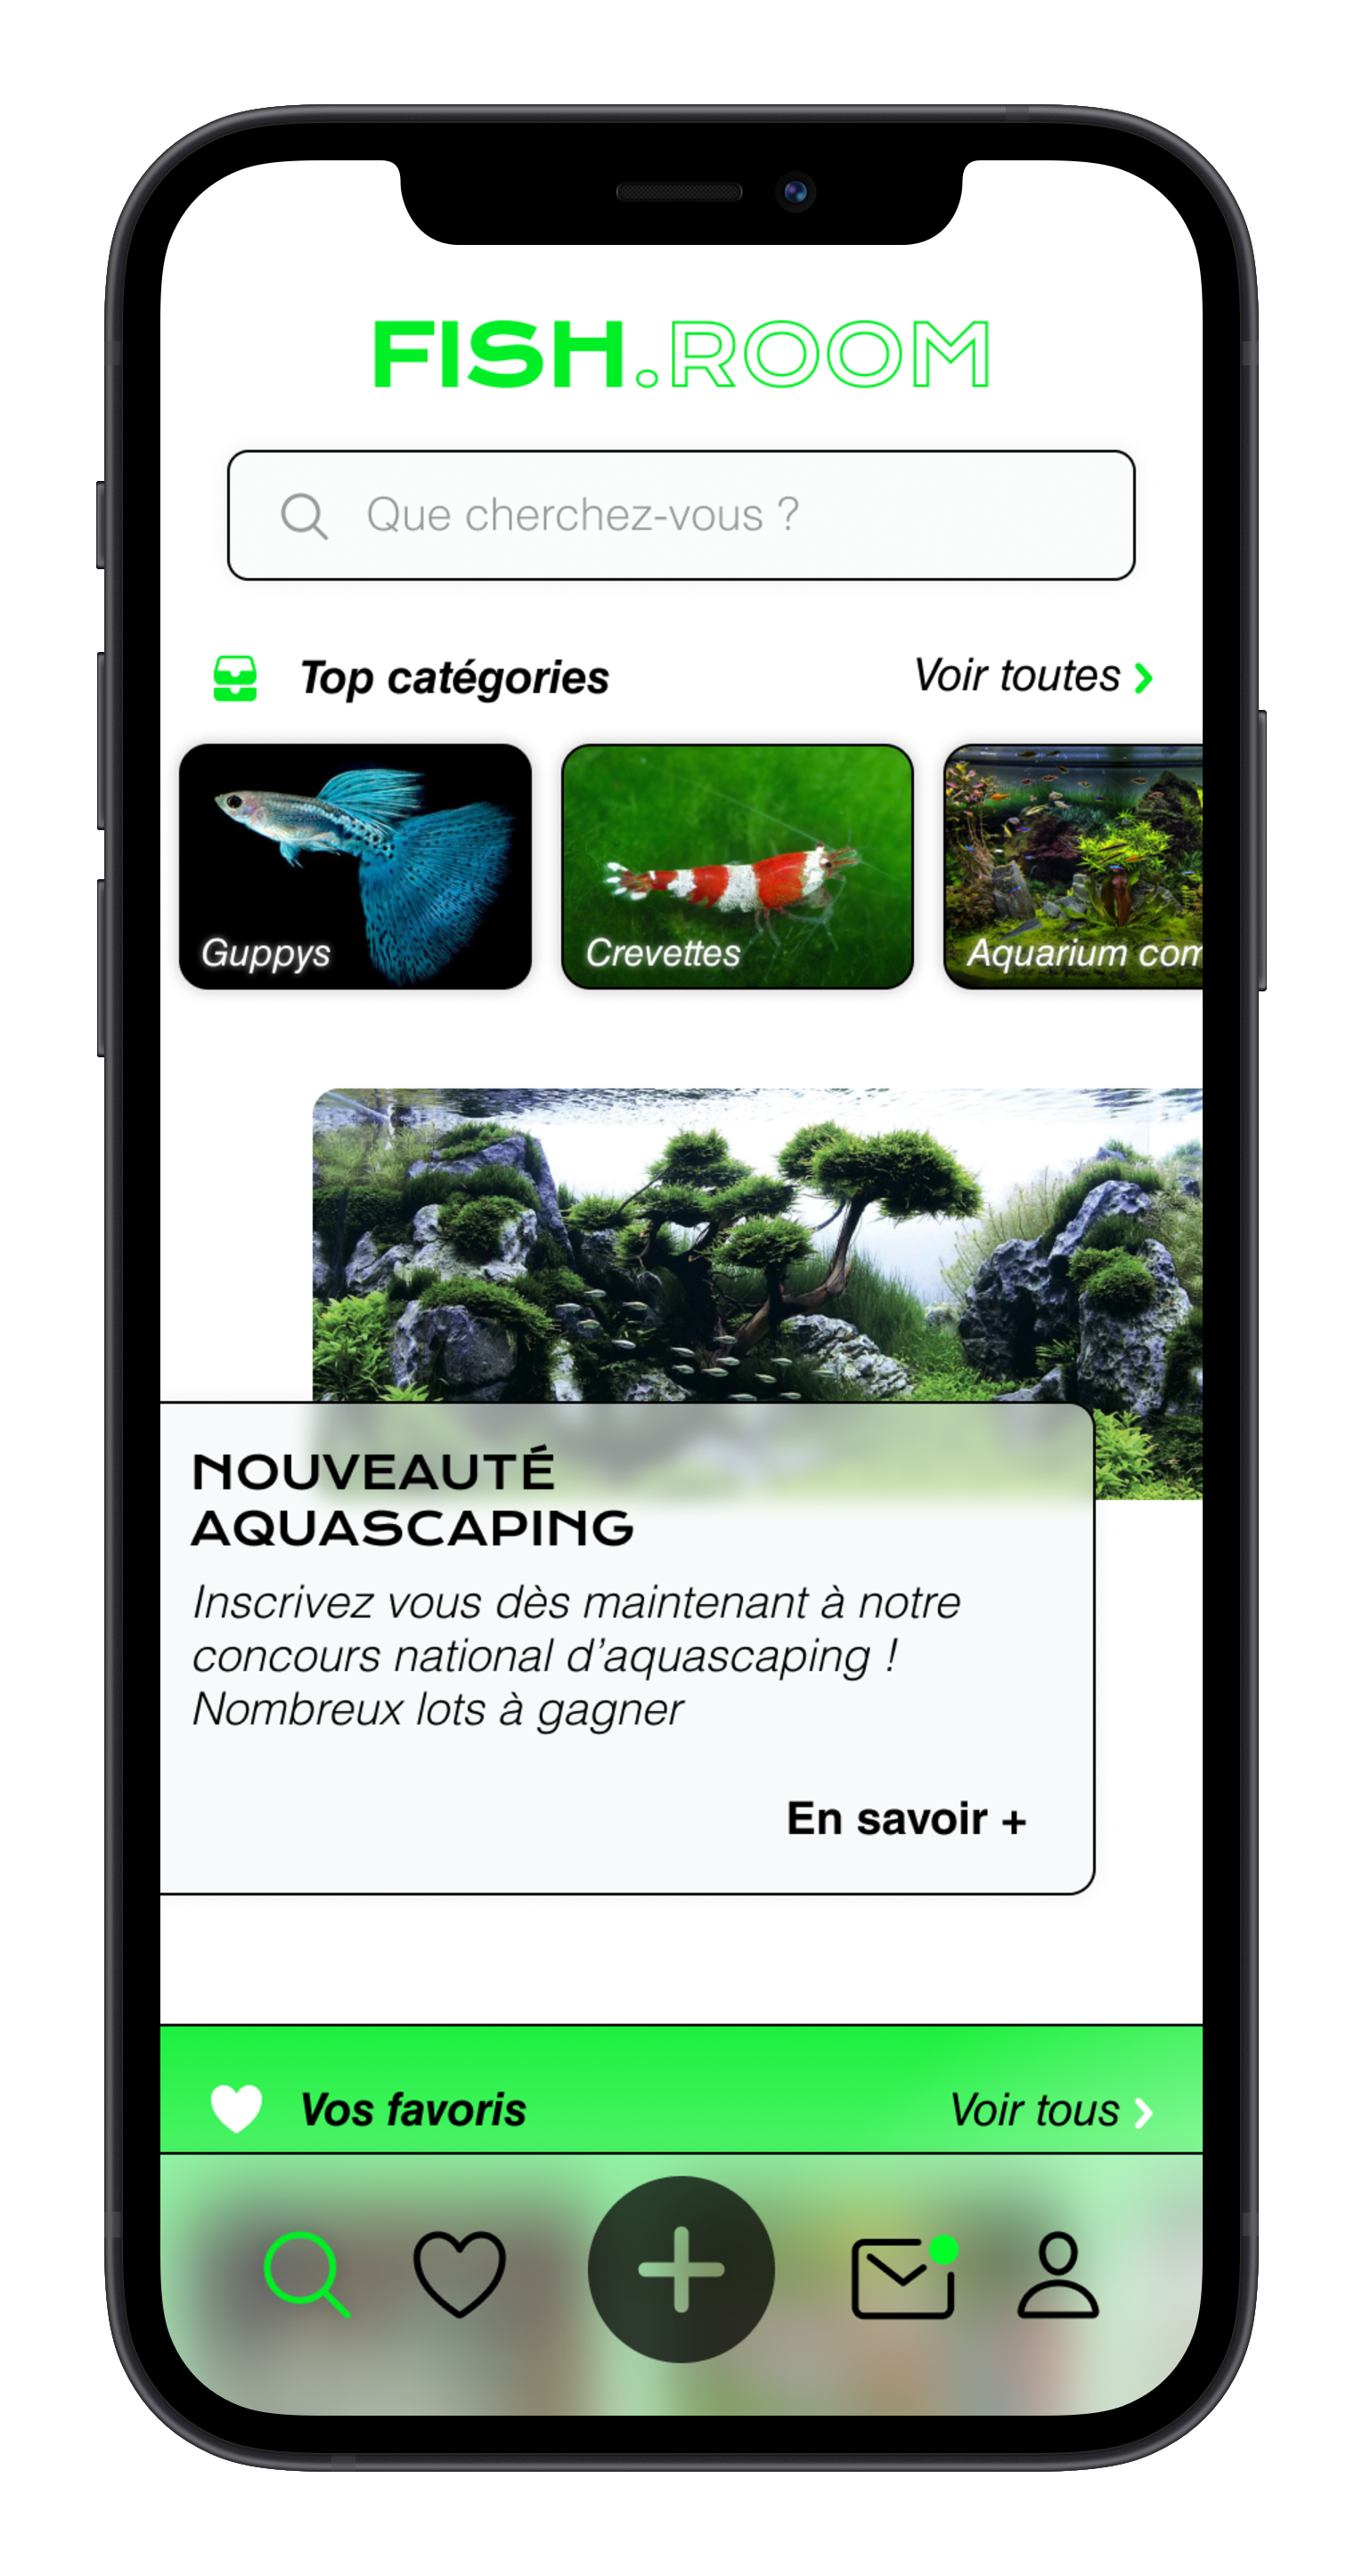 FISH.ROOM
Que cherchez-vous ?
Top catégories
Voir toutes
Guppys
Crevettes
Aquarium com
NOUVEAUTÉ
AQUASCAPING
Inscrivez vous dès maintenant à notre
concours national d’aquascaping !
Nombreux lots à gagner
En savoir +
Vos favoris
Voir tous